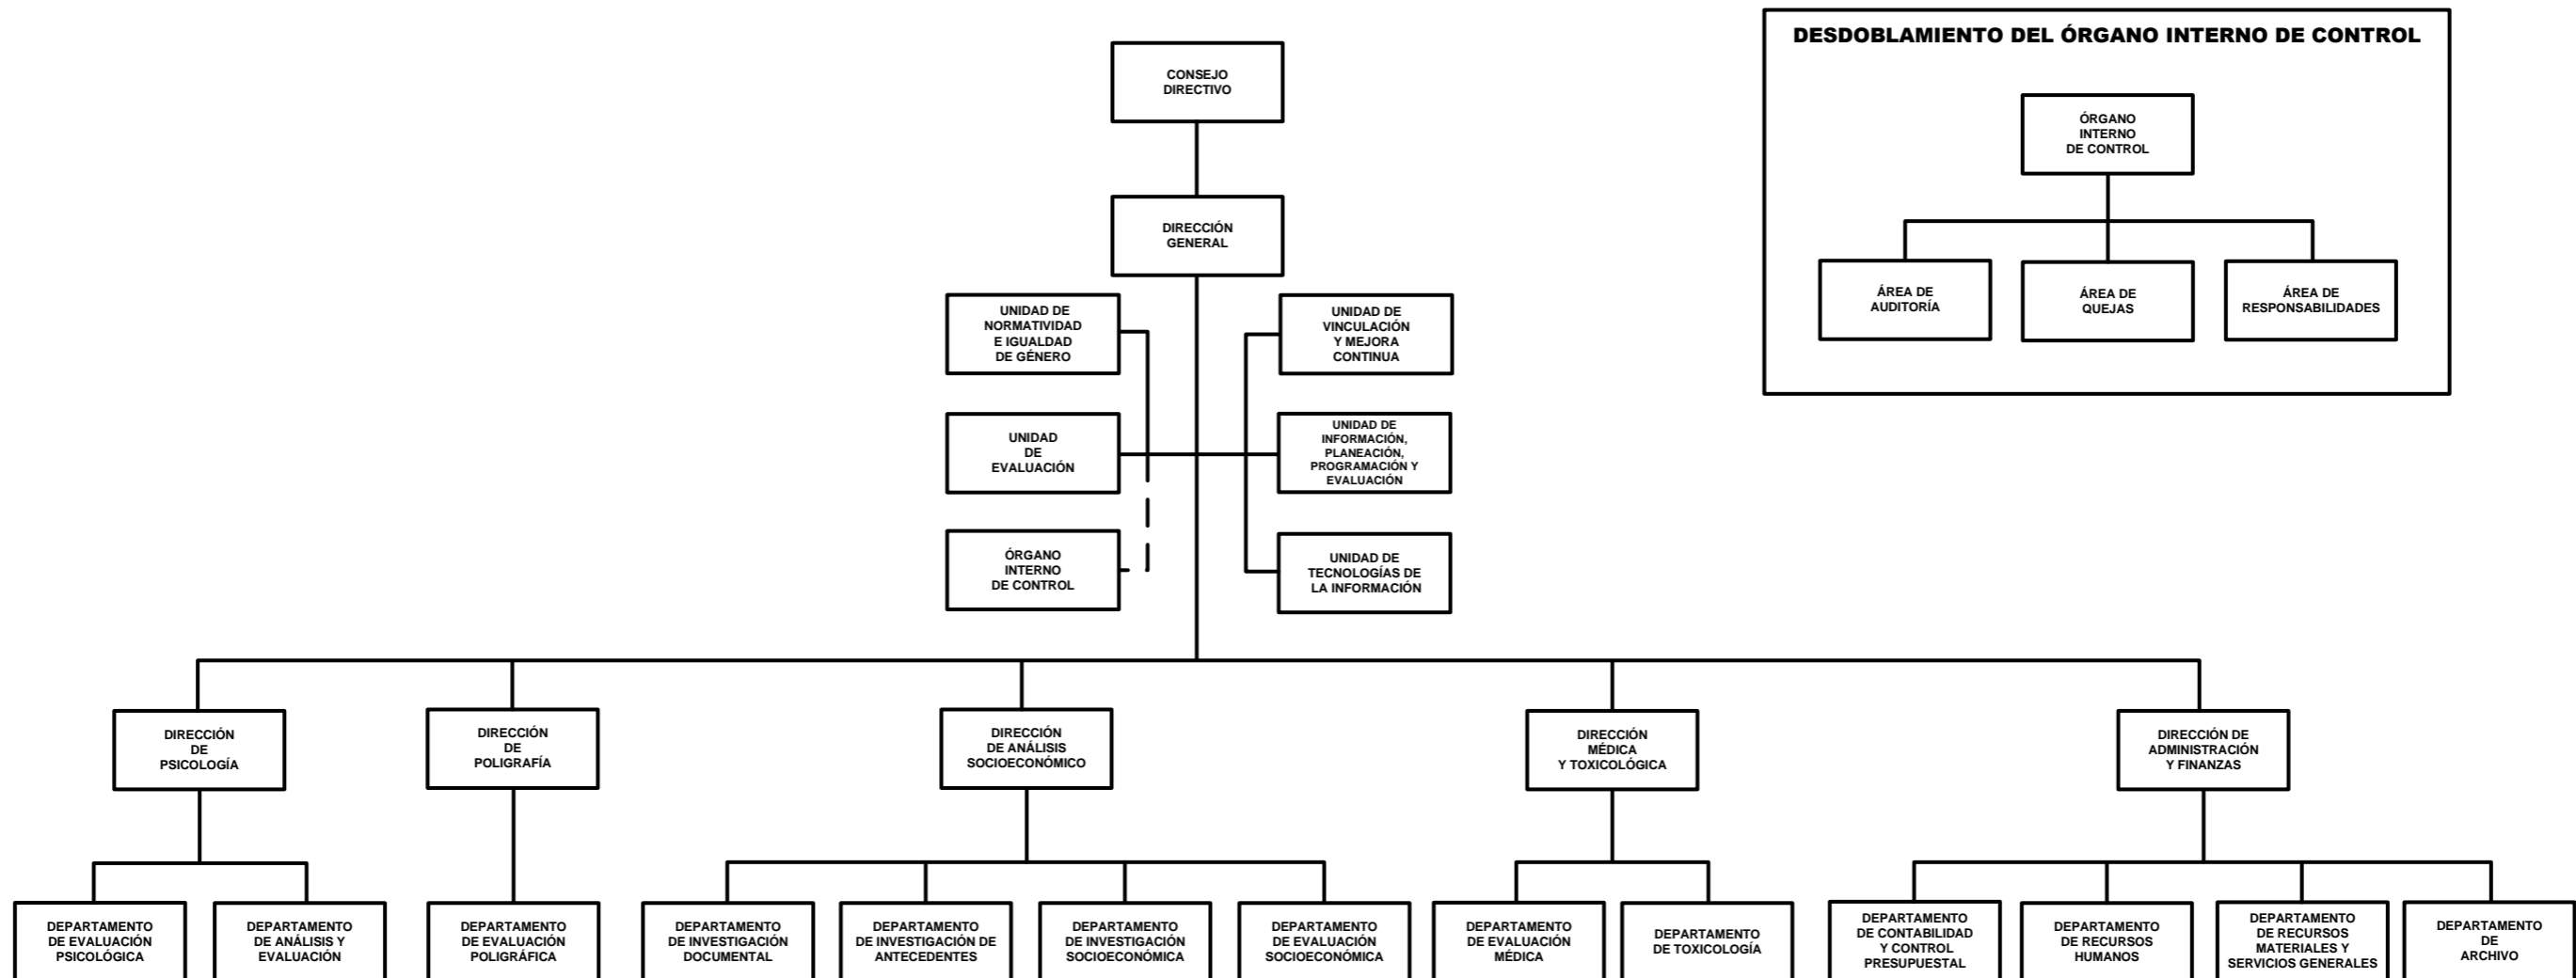 DESDOBLAMIENTO DEL ÓRGANO INTERNO DE CONTROL
CONSEJO
DIRECTIVO
ÓRGANO
INTERNO
DE CONTROL
DIRECCIÓN
GENERAL
ÁREA DE
AUDITORÍA
ÁREA DE
QUEJAS
ÁREA DE
RESPONSABILIDADES
UNIDAD DE
NORMATIVIDAD
E IGUALDAD
DE GÉNERO
UNIDAD DE
VINCULACIÓN
Y MEJORA
CONTINUA
UNIDAD
DE
EVALUACIÓN
UNIDAD DE
INFORMACIÓN,
PLANEACIÓN,
PROGRAMACIÓN Y
EVALUACIÓN
ÓRGANO
INTERNO
DE CONTROL
UNIDAD DE
TECNOLOGÍAS DE
LA INFORMACIÓN
DIRECCIÓN
DE
PSICOLOGÍA
DIRECCIÓN
DE
POLIGRAFÍA
DIRECCIÓN
DE ANÁLISIS
SOCIOECONÓMICO
DIRECCIÓN
MÉDICA
Y TOXICOLÓGICA
DIRECCIÓN DE
ADMINISTRACIÓN
Y FINANZAS
DEPARTAMENTO
DE EVALUACIÓN
PSICOLÓGICA
DEPARTAMENTO
DE ANÁLISIS Y
EVALUACIÓN
DEPARTAMENTO
DE EVALUACIÓN
POLIGRÁFICA
DEPARTAMENTO
DE INVESTIGACIÓN
DOCUMENTAL
DEPARTAMENTO
DE INVESTIGACIÓN DE
ANTECEDENTES
DEPARTAMENTO
DE INVESTIGACIÓN
SOCIOECONÓMICA
DEPARTAMENTO
DE EVALUACIÓN
SOCIOECONÓMICA
DEPARTAMENTO
DE EVALUACIÓN
MÉDICA
DEPARTAMENTO
DE TOXICOLOGÍA
DEPARTAMENTO
DE CONTABILIDAD
Y CONTROL
PRESUPUESTAL
DEPARTAMENTO
DE RECURSOS
HUMANOS
DEPARTAMENTO
DE RECURSOS
MATERIALES Y
SERVICIOS GENERALES
DEPARTAMENTO
DE
ARCHIVO